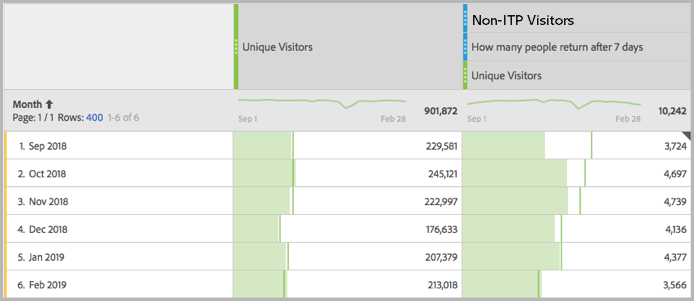 Unique Visitors
Non-ITP Visitors
How many people return after 7 days
Unique Visitors
Month ↑
Page: 1 / 1 Rows: 400 1-6 of 6
Sep 1 Feb 28 901,872
Sep 1 Feb 28 10,242
1. Sep 2018 229,581 3,724
2. Oct 2018 245,121 4,697
3. Nov 2018 222,997 4,739
4. Dec 2018 176,633 4,136
5. Jan 2019 207,379 4,377
6. Feb 2019 213,018 3,566